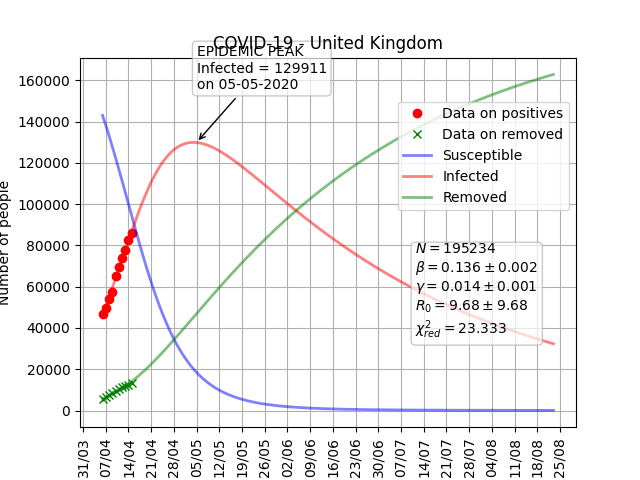 COVID-19 - United Kingdom
EPIDEMIC PEAK
Infected = 129911
on 05-05-2020
Number of people
160000
140000
120000
100000
80000
60000
40000
20000
0
Data on positives
Data on removed
Susceptible
Infected
Removed
N = 195234
β = 0.136 ± 0.002
γ = 0.014 ± 0.001
R₀ = 9.68 ± 9.68
χ²_red = 23.333
31/03
07/04
14/04
21/04
28/04
05/05
12/05
19/05
26/05
02/06
09/06
16/06
23/06
30/06
07/07
14/07
21/07
28/07
04/08
11/08
18/08
25/08